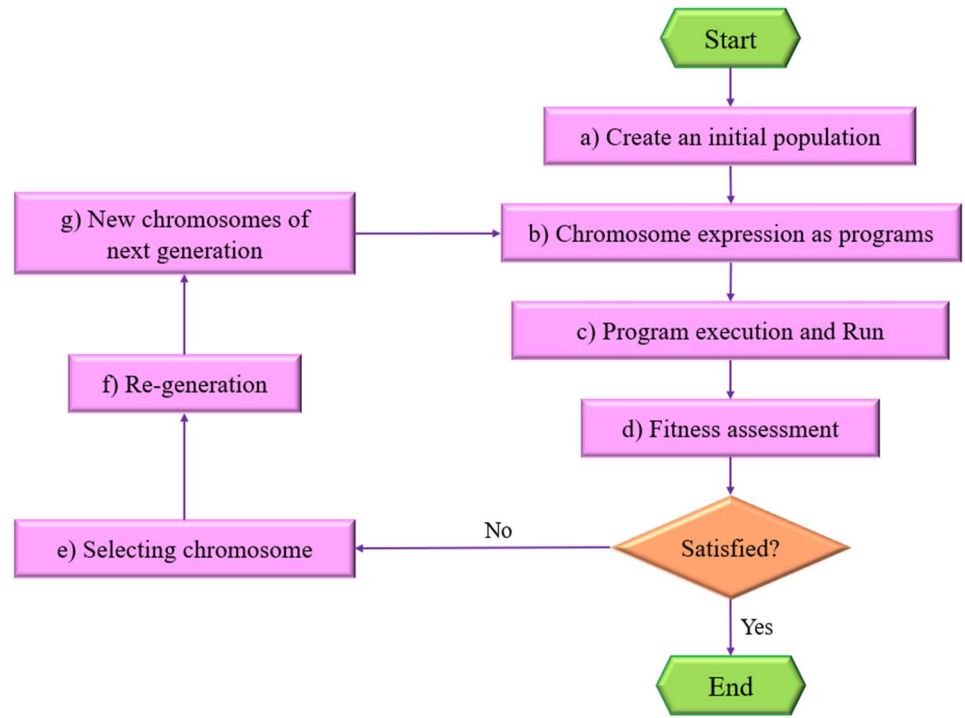 Start
a) Create an initial population
b) Chromosome expression as programs
c) Program execution and Run
d) Fitness assessment
Satisfied?
No
Yes
End
e) Selecting chromosome
f) Re-generation
g) New chromosomes of
next generation